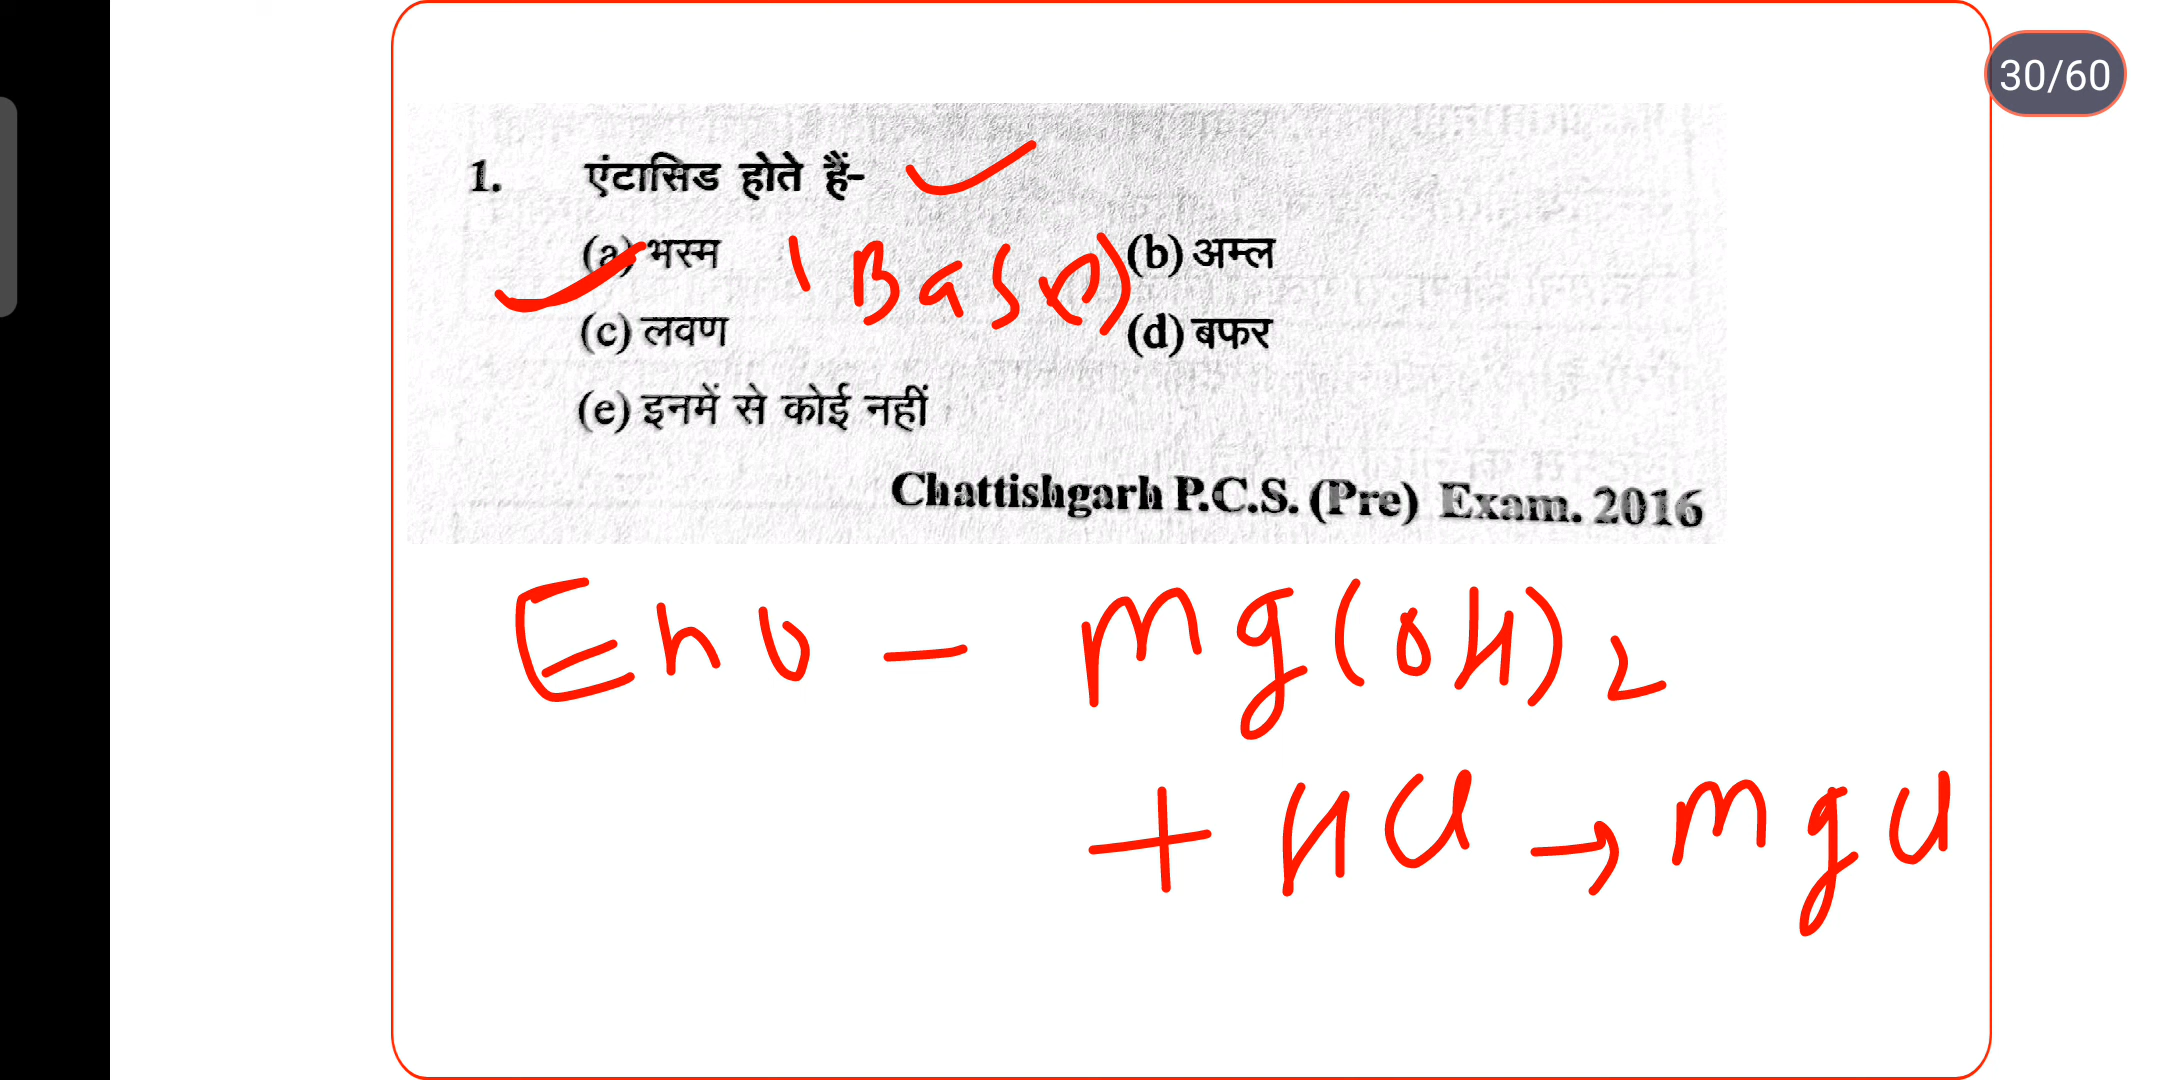 30/60
1. एंटासिड होते हैं-
(a) भस्म (Base) (b) अम्ल
(c) लवण (d) बफर
(e) इनमें से कोई नहीं
Chattishgarh P.C.S. (Pre) Exam. 2016
Eno - Mg(OH)2
+ HCl → MgCl